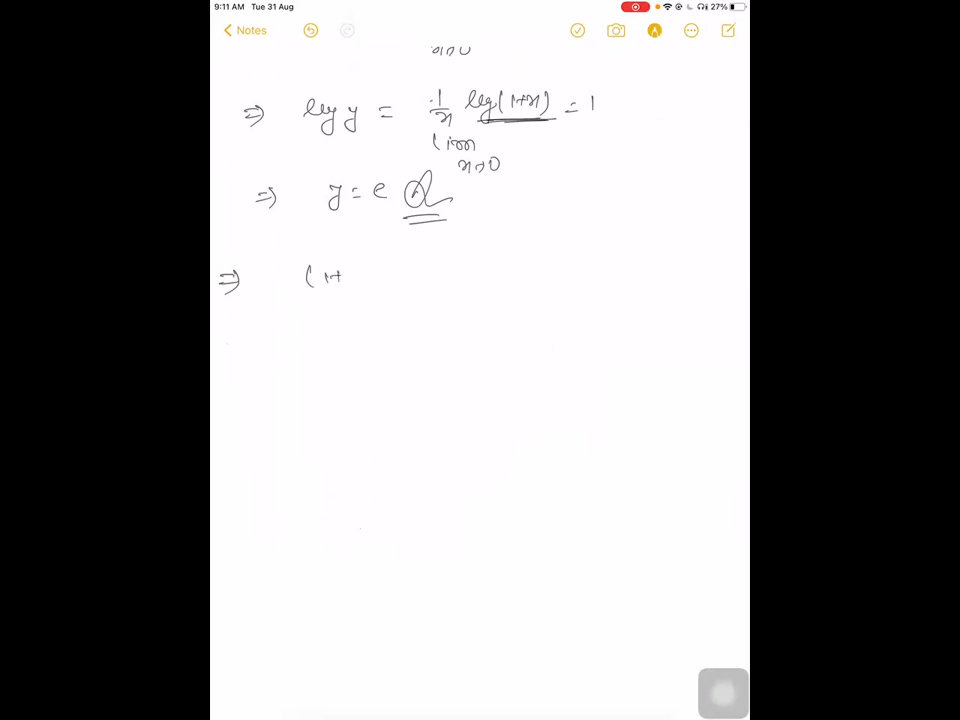 9:11 AM Tue 31 Aug 27%
Notes
x→0
⇒ log y = 1/x log(1+x) = 1
lim
x→0
⇒ y = e
⇒ (1+